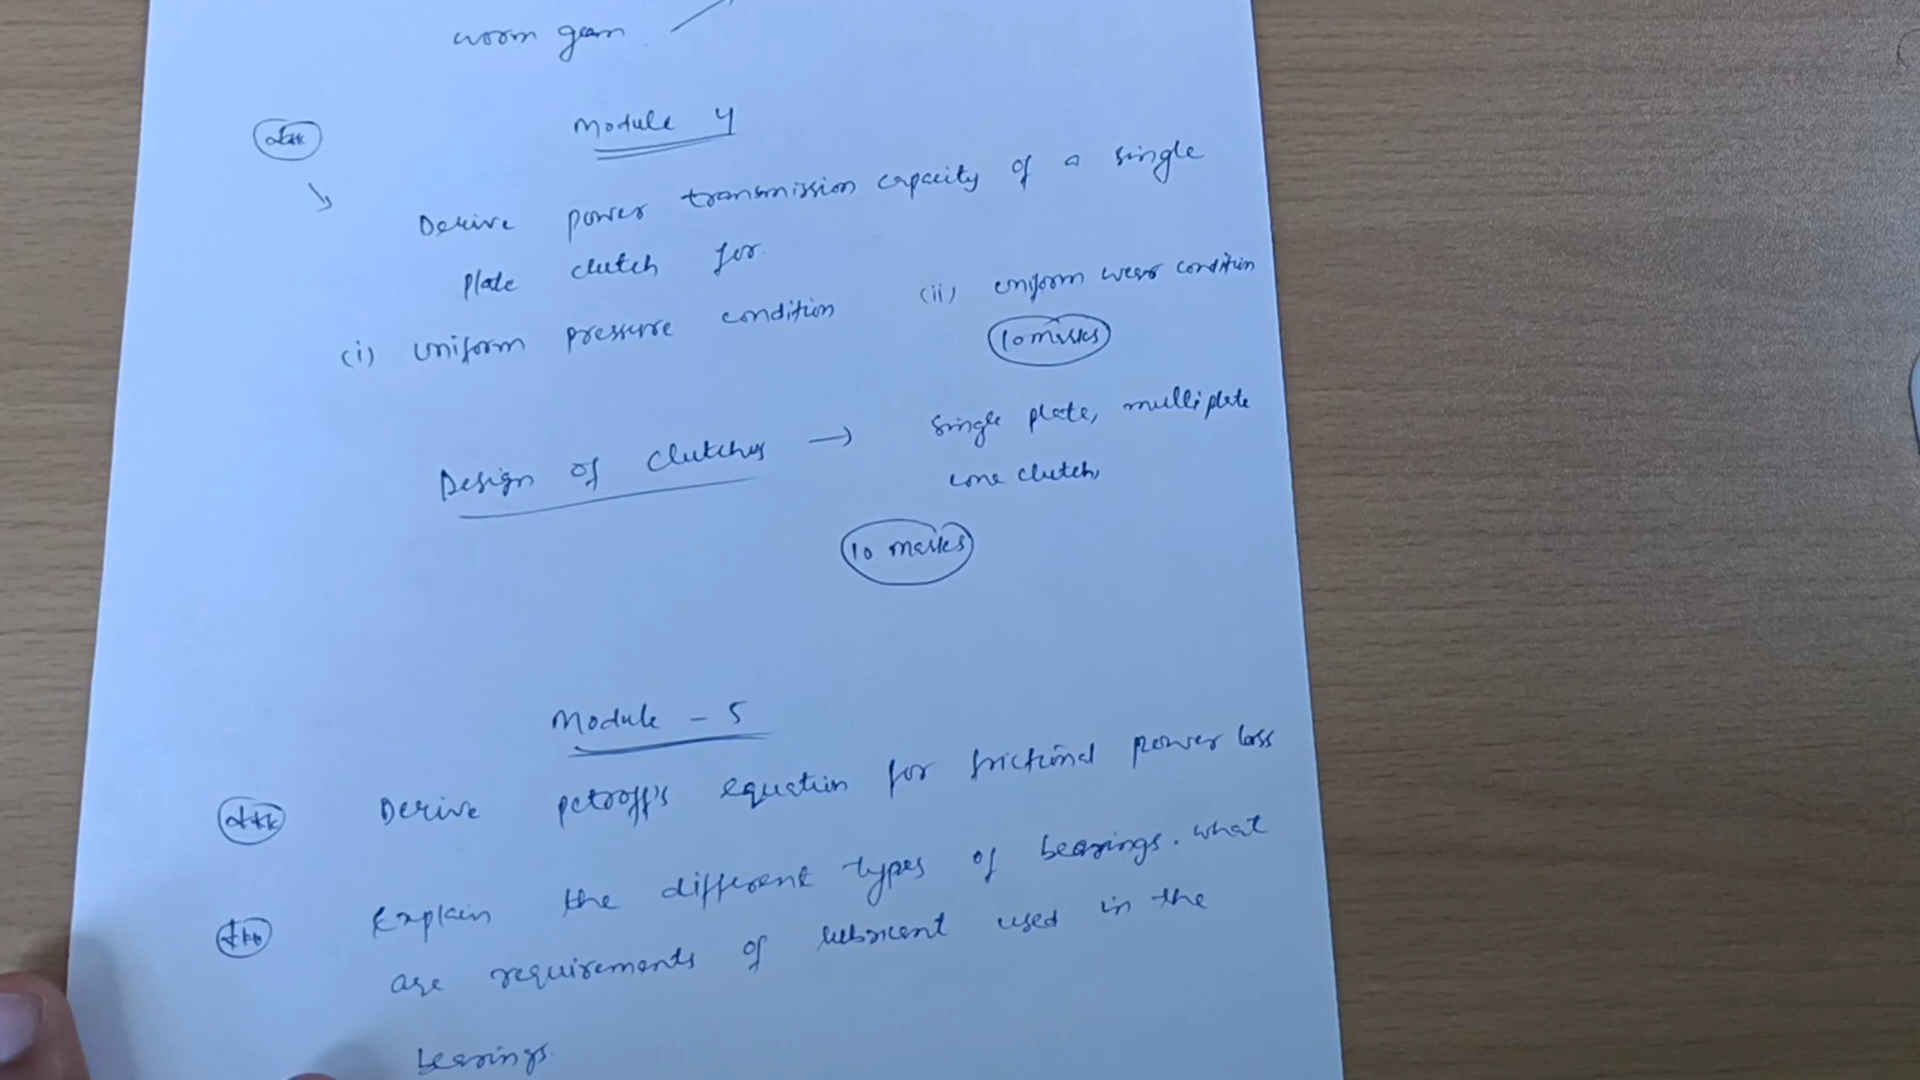 worm gears
Module 4
***
Derive power transmission capacity of a single
plate clutch for
(i) uniform pressure condition (ii) uniform wear condition
10 marks
Design of clutches → single plate, multiplate
cone clutch,
10 marks
Module - 5
*** Derive petroff's equation for frictional power loss
*** Explain the different types of bearings. what
are requirements of lubricent used in the
bearings.